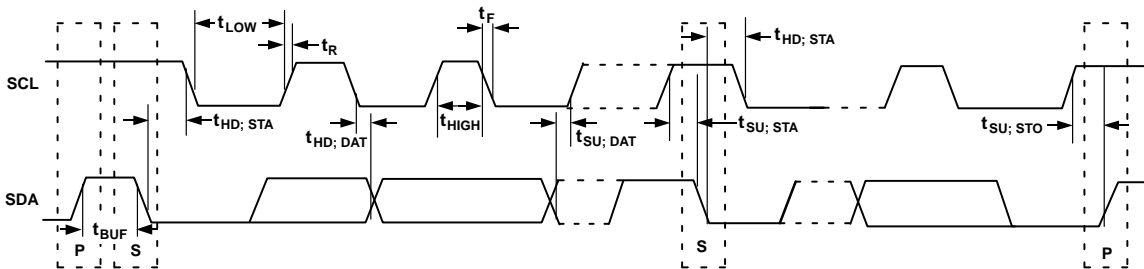 tLOW
tF
tR
tHD; STA
SCL
tHD; STA
tHD; DAT
tHIGH
tSU; DAT
tSU; STA
tSU; STO
SDA
tBUF
P
S
S
P